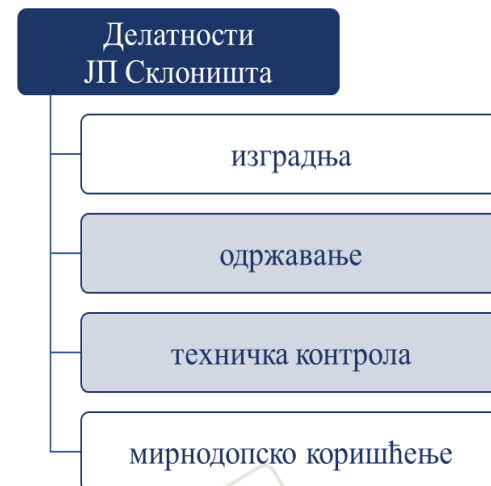 Делатности
ЈП Склоништа
изградња
одржавање
техничка контрола
мирнодопско коришћење